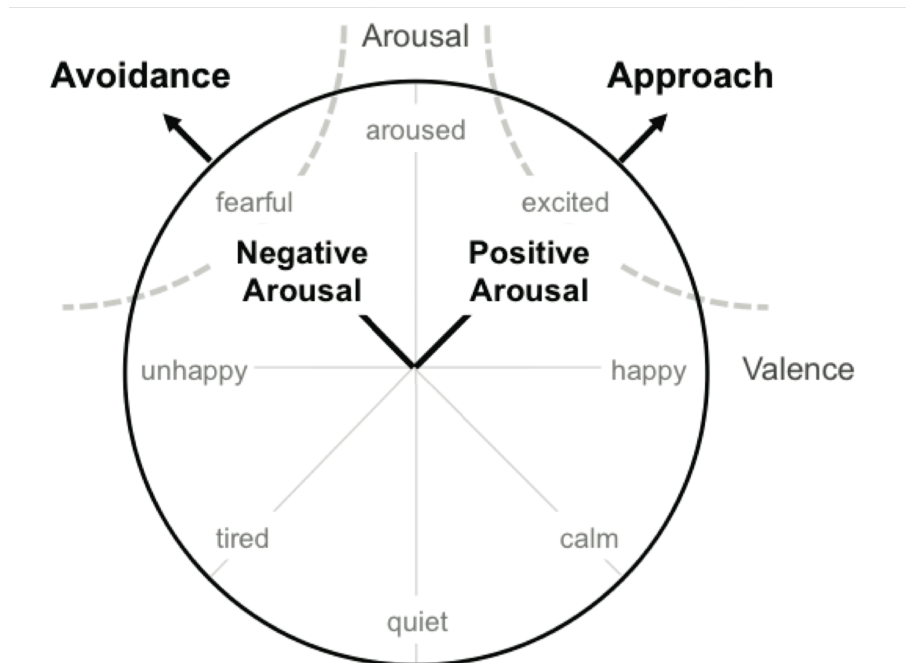 Arousal
Avoidance
Approach
aroused
fearful
excited
Negative
Arousal
Positive
Arousal
unhappy
happy
Valence
tired
calm
quiet